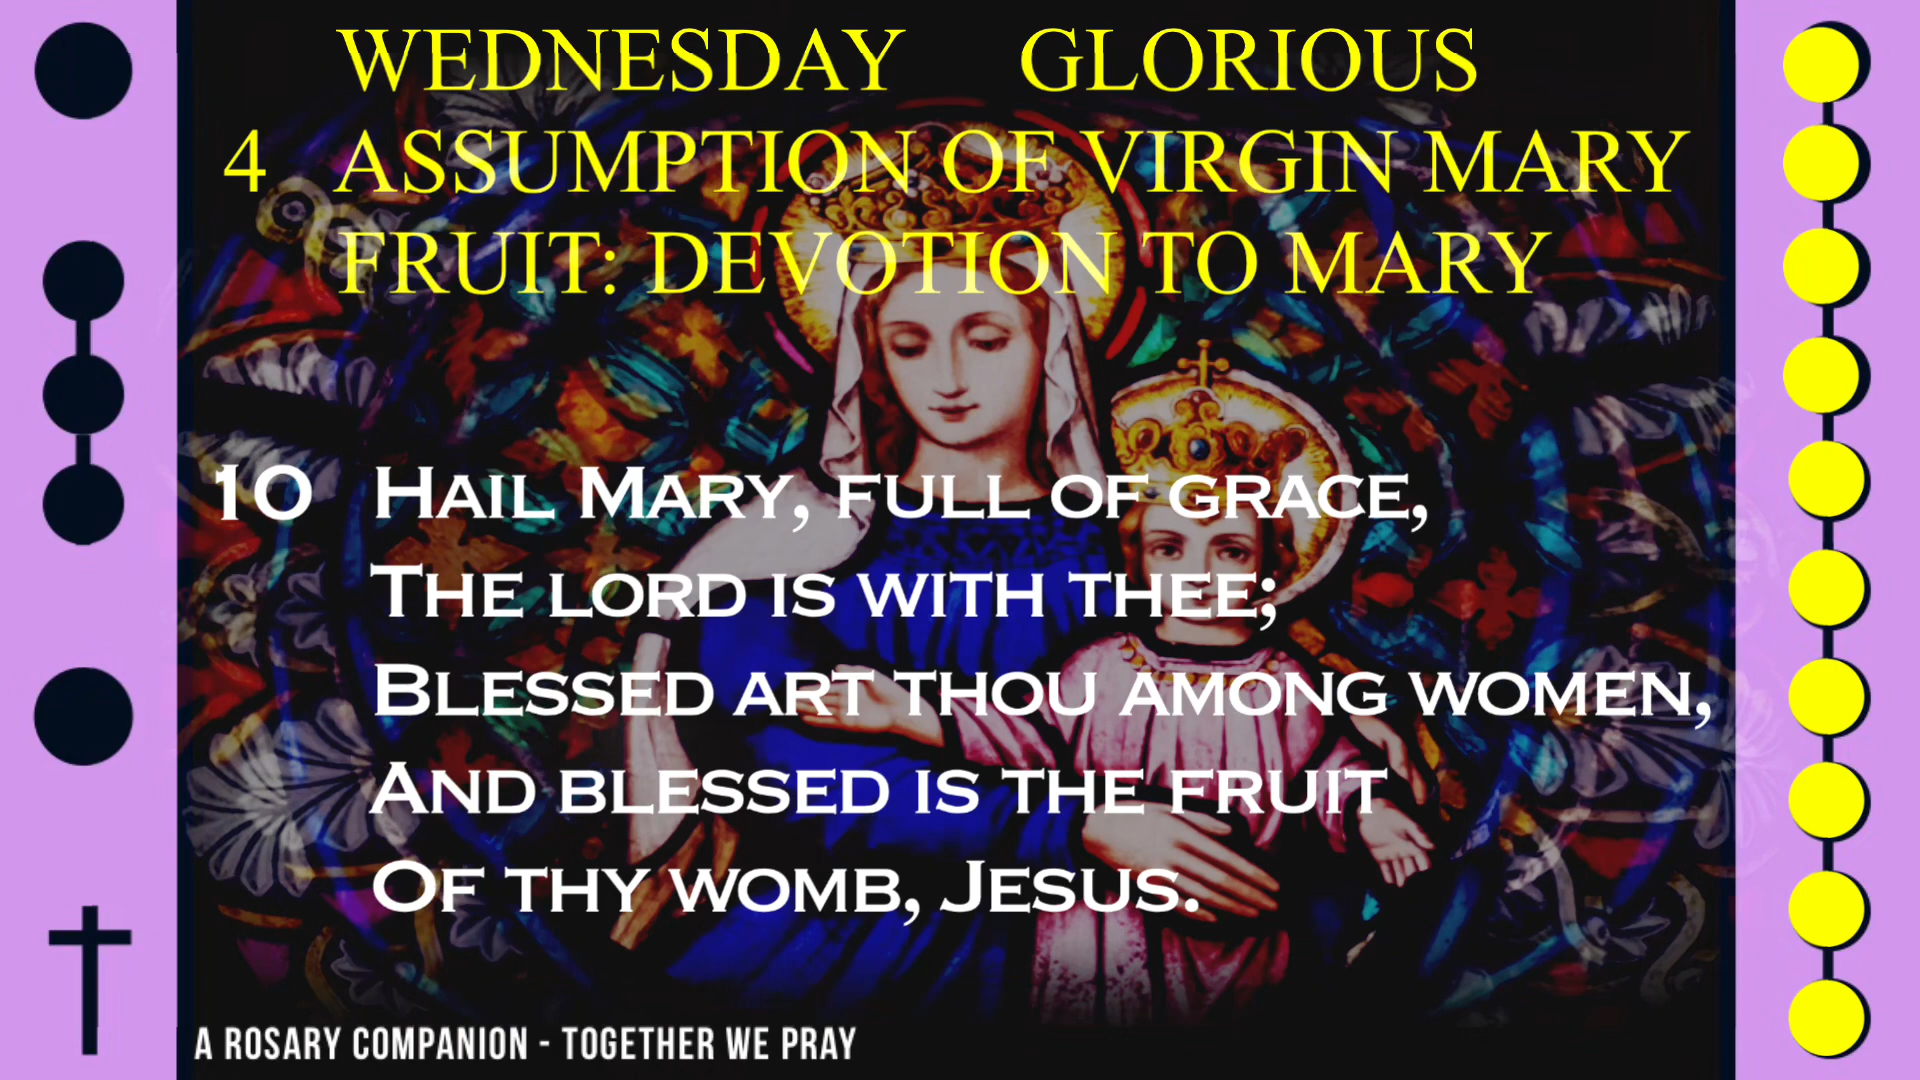 WEDNESDAY GLORIOUS
4 ASSUMPTION OF VIRGIN MARY
FRUIT: DEVOTION TO MARY
10 HAIL MARY, FULL OF GRACE,
THE LORD IS WITH THEE;
BLESSED ART THOU AMONG WOMEN,
AND BLESSED IS THE FRUIT
OF THY WOMB, JESUS.
A ROSARY COMPANION - TOGETHER WE PRAY